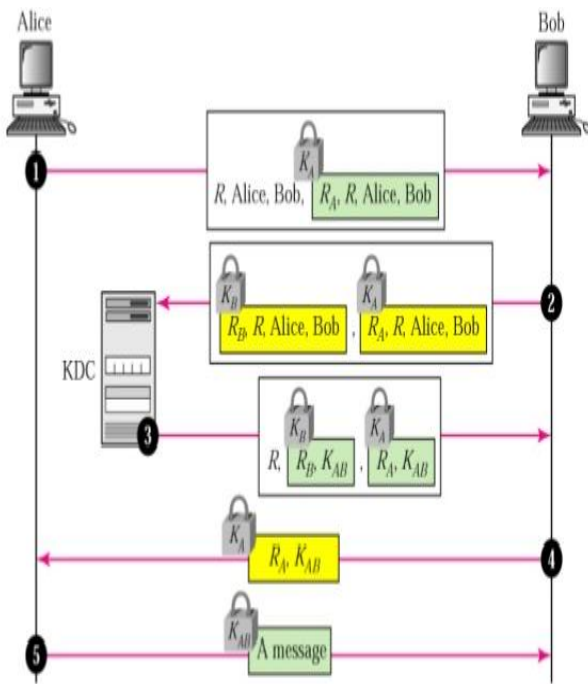 Alice
Bob
1
K_A
R, Alice, Bob, R_A, R, Alice, Bob
2
K_B K_A
R_B, R, Alice, Bob , R_A, R, Alice, Bob
KDC
3
K_B K_A
R, R_B, K_AB , R_A, K_AB
4
K_A
R_A, K_AB
5
K_AB
A message